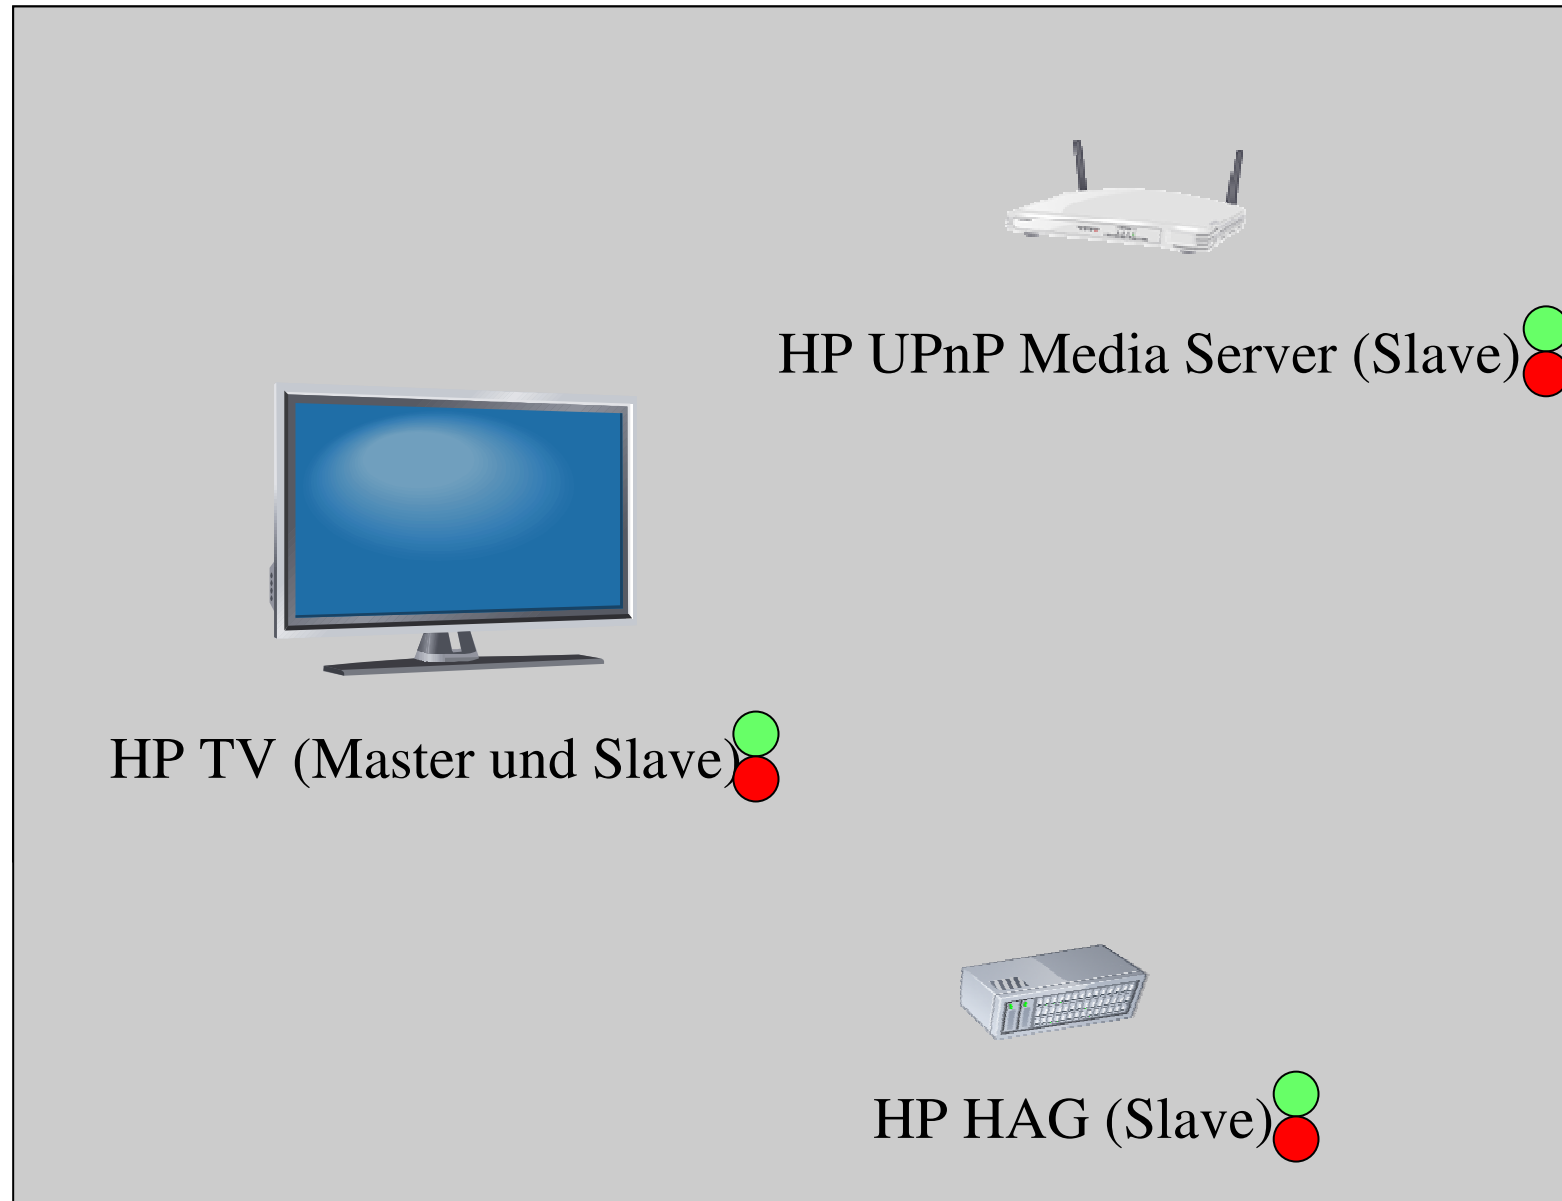 HP UPnP Media Server (Slave)
HP TV (Master und Slave)
HP HAG (Slave)